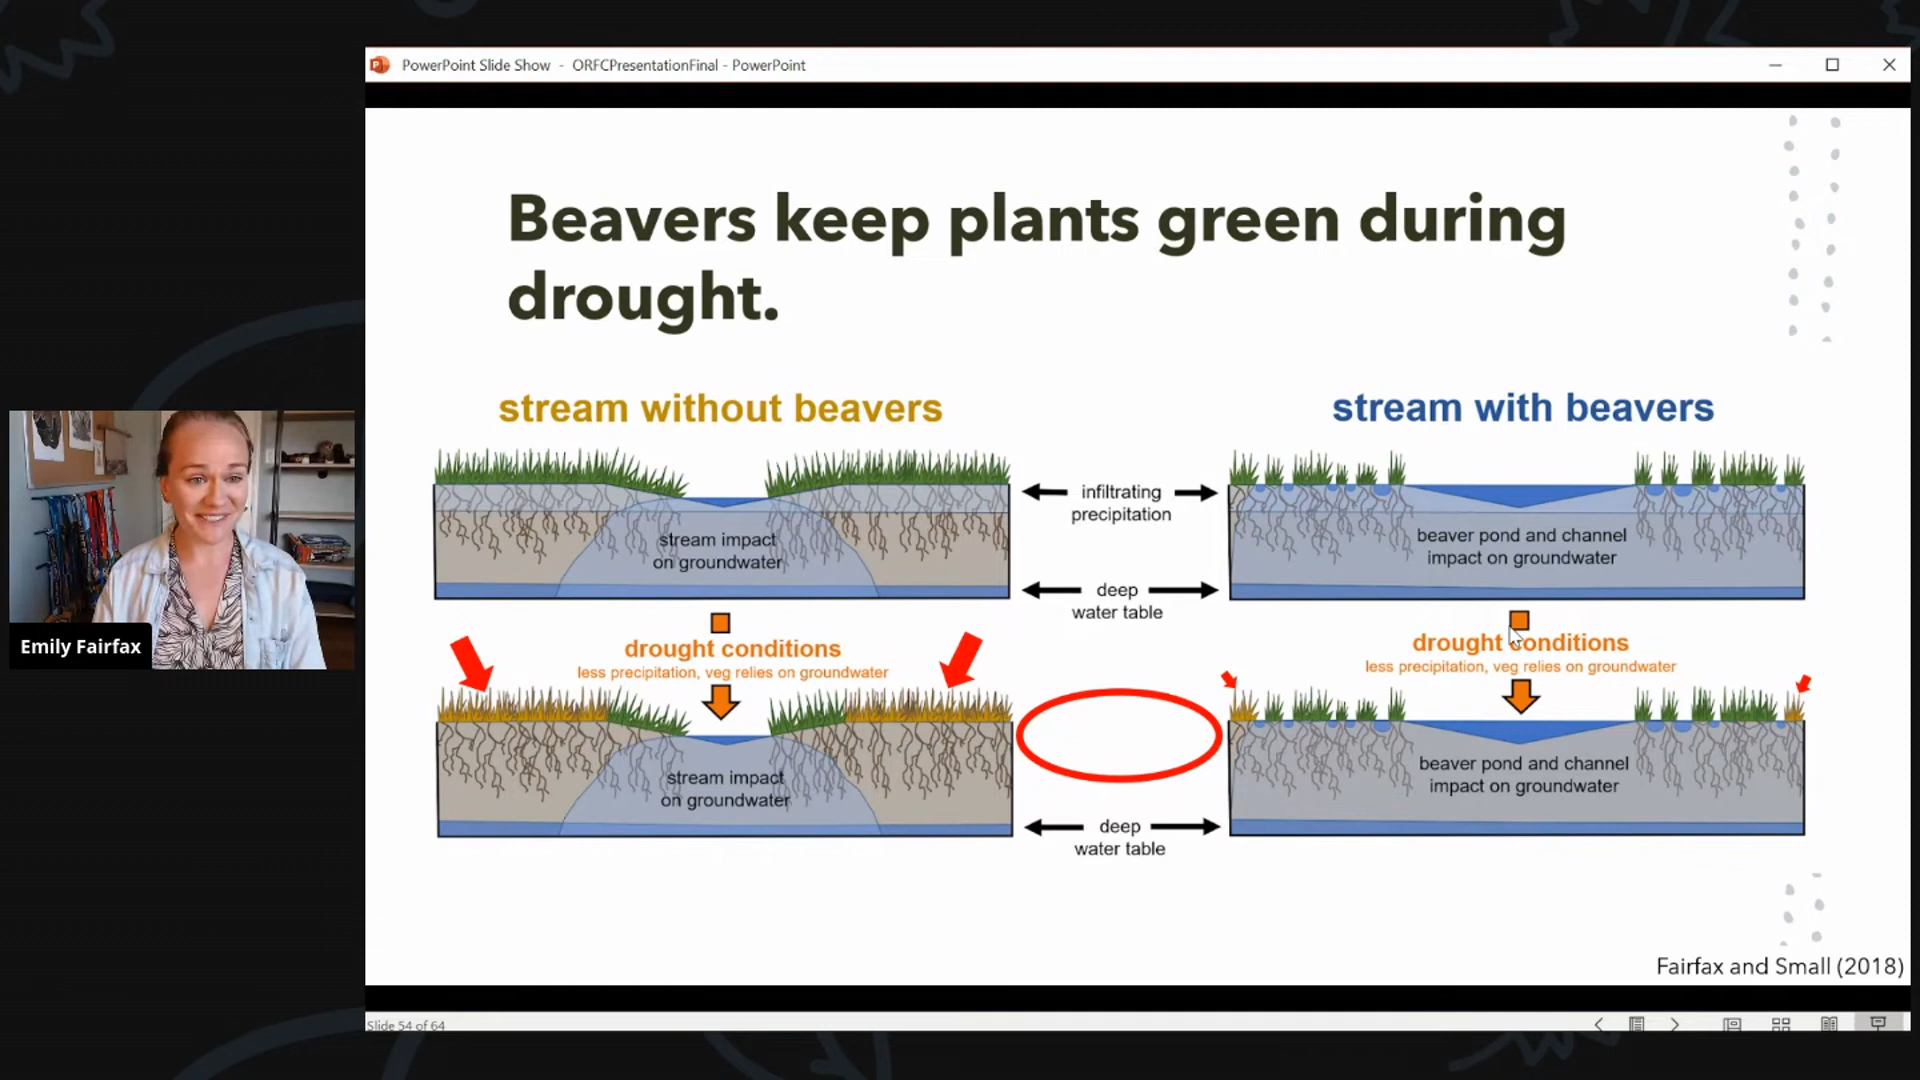 PowerPoint Slide Show - ORFCPresentationFinal - PowerPoint
Beavers keep plants green during
drought.
stream without beavers
stream with beavers
infiltrating
precipitation
stream impact
on groundwater
beaver pond and channel
impact on groundwater
deep
water table
drought conditions
less precipitation, veg relies on groundwater
drought conditions
less precipitation, veg relies on groundwater
Emily Fairfax
stream impact
on groundwater
beaver pond and channel
impact on groundwater
deep
water table
Fairfax and Small (2018)
Slide 54 of 64